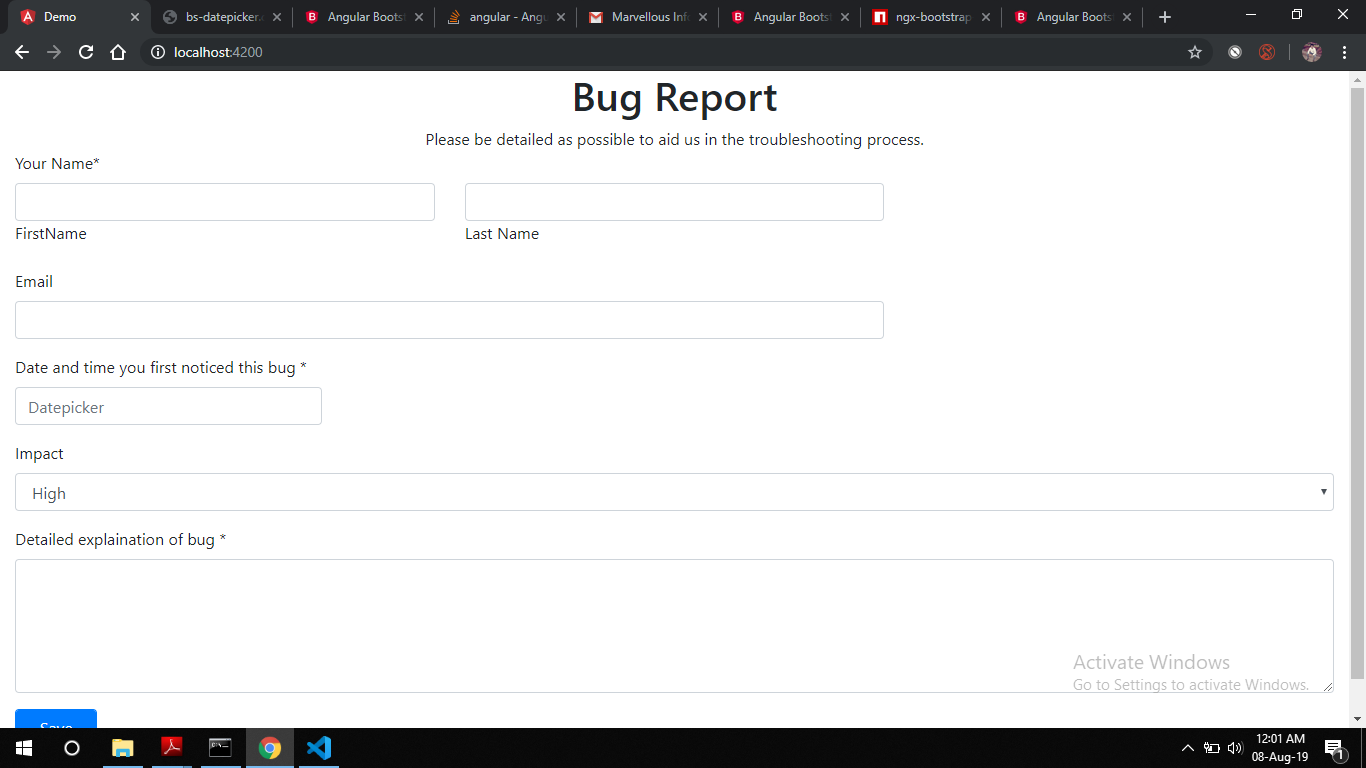 Demo
bs-datepicker.
Angular Boots
angular - Angu
Marvellous Inf
Angular Boots
ngx-bootstrap
Angular Boots
localhost:4200
Bug Report
Please be detailed as possible to aid us in the troubleshooting process.
Your Name*
FirstName
Last Name
Email
Date and time you first noticed this bug *
Datepicker
Impact
High
Detailed explaination of bug *
Activate Windows
Go to Settings to activate Windows.
Save
12:01 AM
08-Aug-19
1